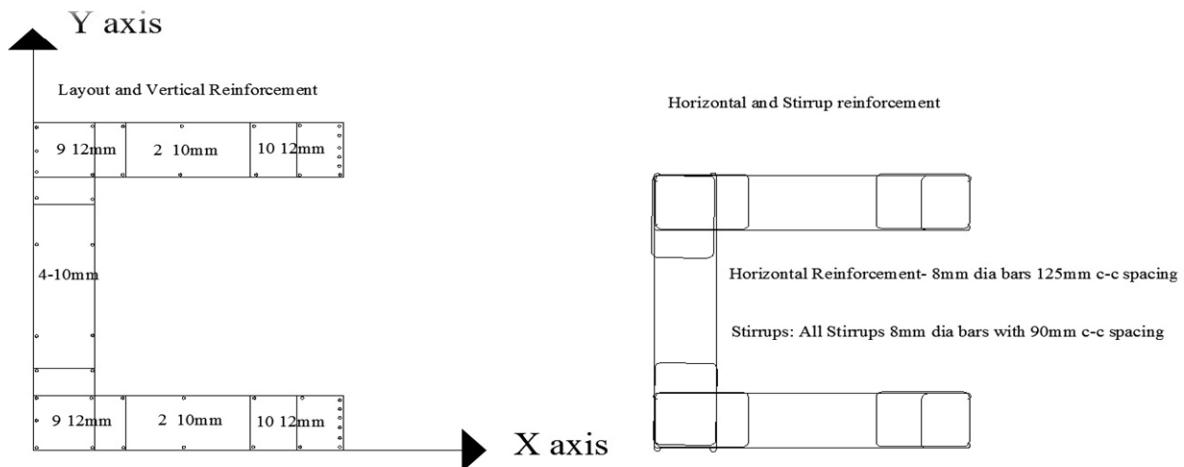 Y axis
Layout and Vertical Reinforcement
9 12mm
2 10mm
10 12mm
4-10mm
9 12mm
2 10mm
10 12mm
X axis
Horizontal and Stirrup reinforcement
Horizontal Reinforcement- 8mm dia bars 125mm c-c spacing
Stirrups: All Stirrups 8mm dia bars with 90mm c-c spacing